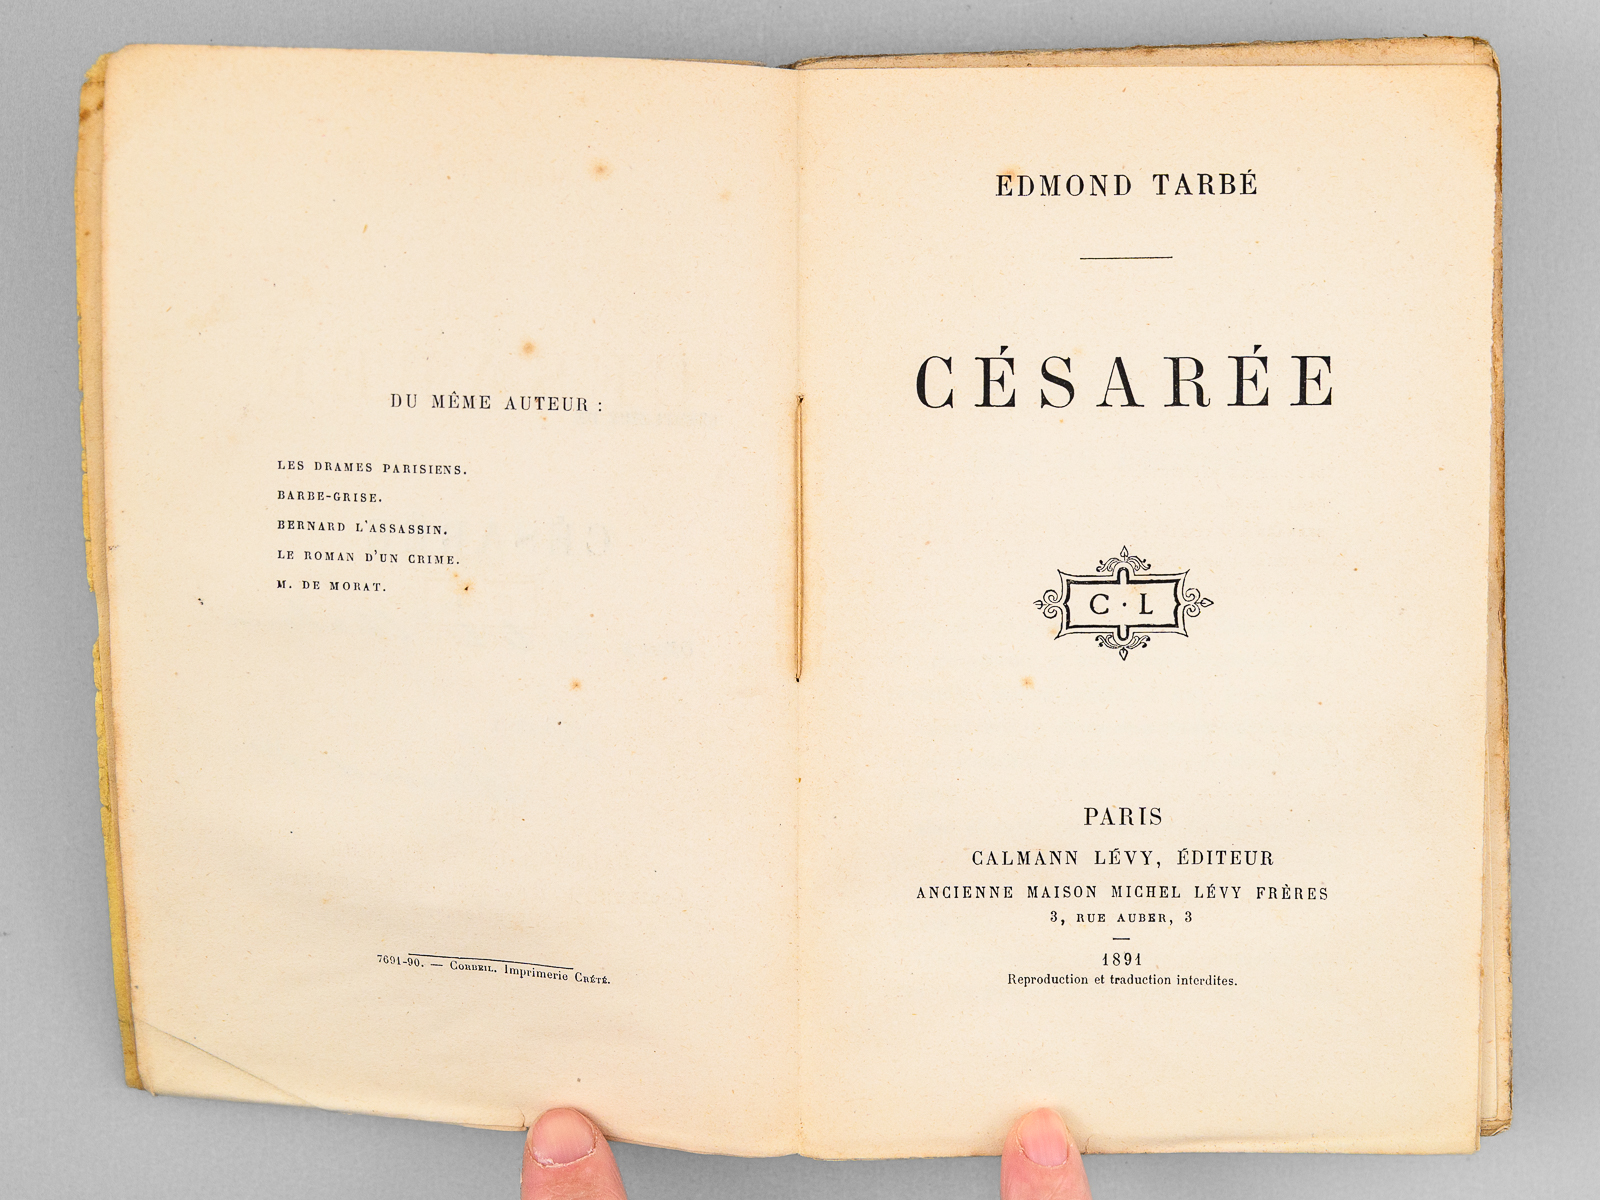 DU MÊME AUTEUR :
LES DRAMES PARISIENS.
BARBE-GRISE.
BERNARD L'ASSASSIN.
LE ROMAN D'UN CRIME.
M. DE MORAT.
7691-90. — CORBEIL. Imprimerie CRÉTÉ.
EDMOND TARBÉ
CÉSARÉE
C · L
PARIS
CALMANN LÉVY, ÉDITEUR
ANCIENNE MAISON MICHEL LÉVY FRÈRES
3, RUE AUBER, 3
1891
Reproduction et traduction interdites.